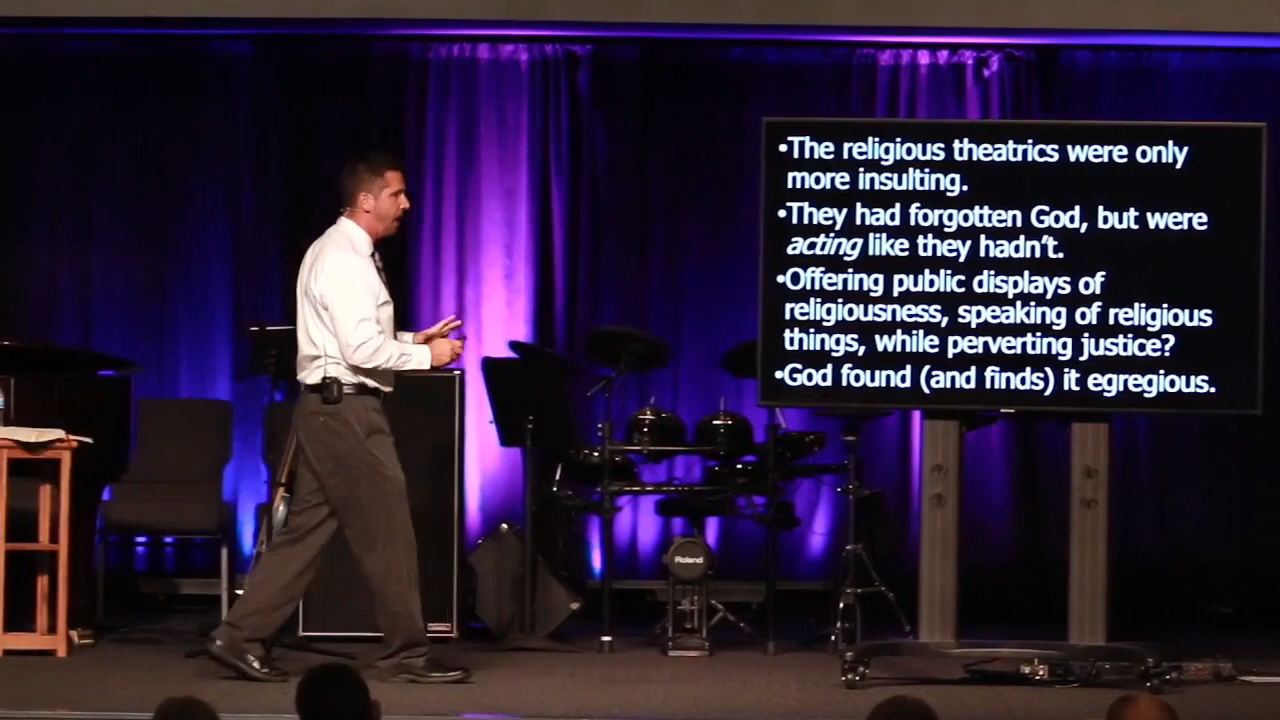 •The religious theatrics were only
more insulting.
•They had forgotten God, but were
acting like they hadn't.
•Offering public displays of
religiousness, speaking of religious
things, while perverting justice?
•God found (and finds) it egregious.
Roland